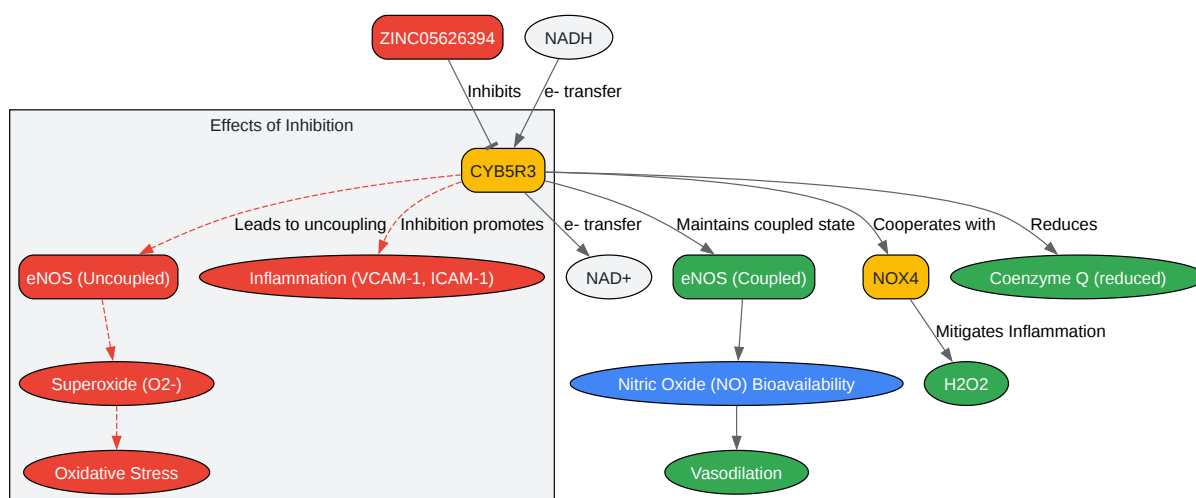 ZINC05626394
NADH
Inhibits
e- transfer
Effects of Inhibition
CYB5R3
Leads to uncoupling
Inhibition promotes
e- transfer
Maintains coupled state
Cooperates with
Reduces
eNOS (Uncoupled)
Inflammation (VCAM-1, ICAM-1)
NAD+
eNOS (Coupled)
NOX4
Coenzyme Q (reduced)
Mitigates Inflammation
Superoxide (O2-)
Nitric Oxide (NO) Bioavailability
H2O2
Oxidative Stress
Vasodilation